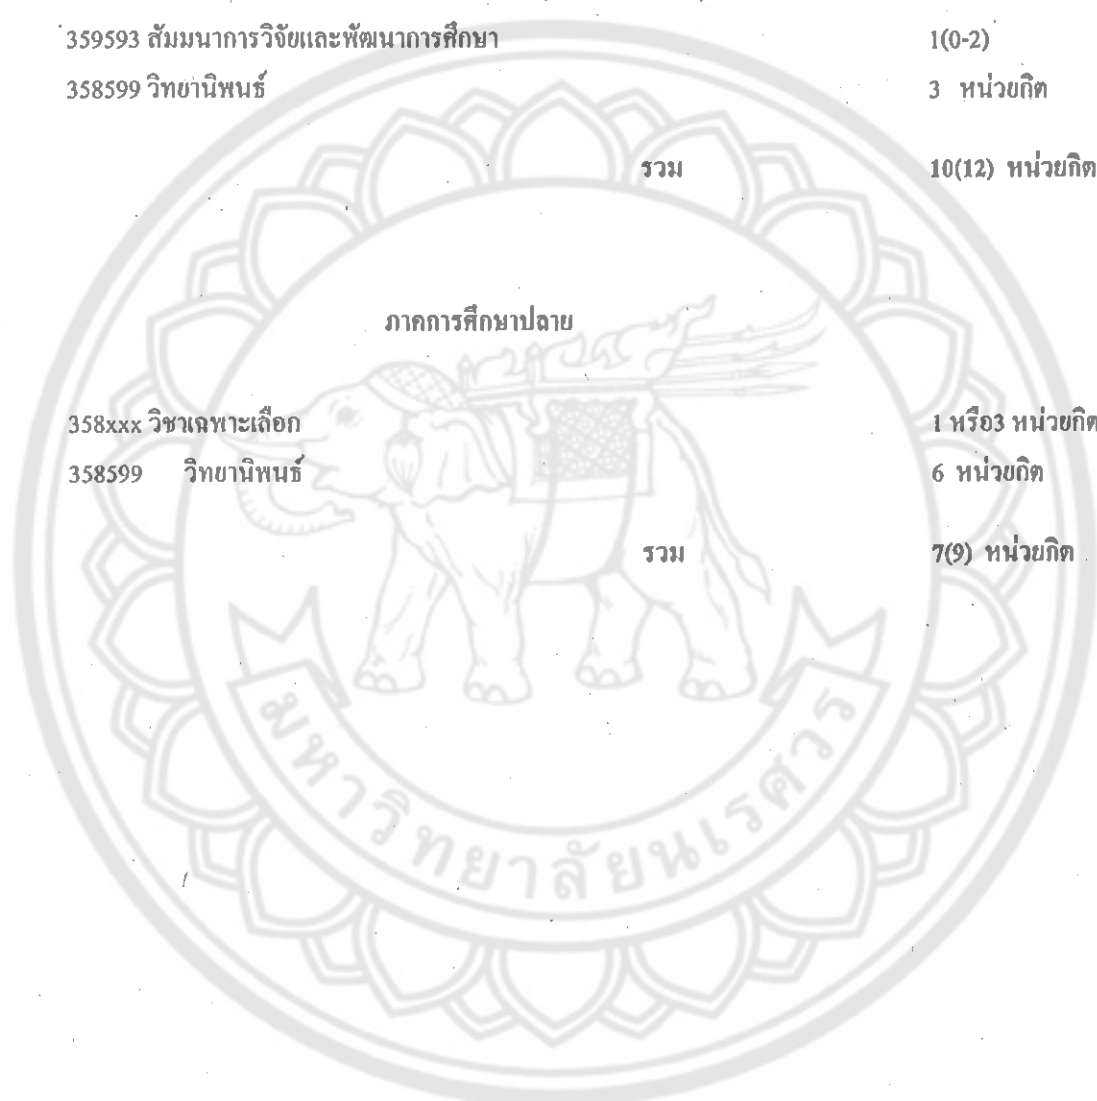 359593 สัมมนาการวิจัยและพัฒนาการศึกษา 1(0-2)
358599 วิทยานิพนธ์ 3 หน่วยกิต
รวม 10(12) หน่วยกิต
ภาคการศึกษาปลาย
358xxx วิชาเฉพาะเลือก 1 หรือ3 หน่วยกิต
358599 วิทยานิพนธ์ 6 หน่วยกิต
รวม 7(9) หน่วยกิต
มหาวิทยาลัยนเรศวร